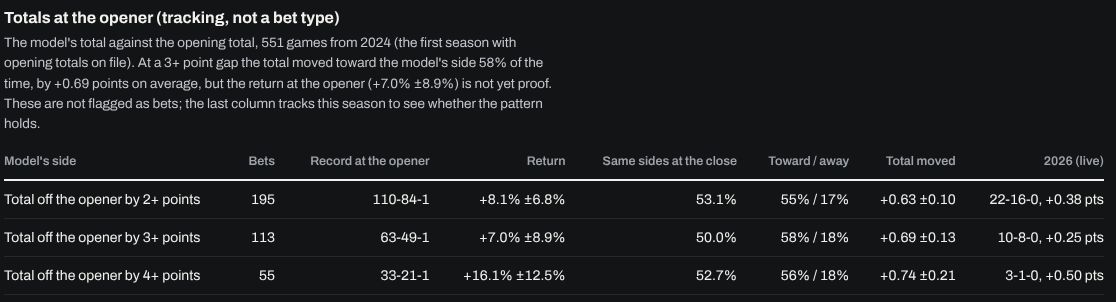 Totals at the opener (tracking, not a bet type)
The model's total against the opening total, 551 games from 2024 (the first season with
opening totals on file). At a 3+ point gap the total moved toward the model's side 58% of the
time, by +0.69 points on average, but the return at the opener (+7.0% ±8.9%) is not yet proof.
These are not flagged as bets; the last column tracks this season to see whether the pattern
holds.
Model's side Bets Record at the opener Return Same sides at the close Toward / away Total moved 2026 (live)
Total off the opener by 2+ points 195 110-84-1 +8.1% ±6.8% 53.1% 55% / 17% +0.63 ±0.10 22-16-0, +0.38 pts
Total off the opener by 3+ points 113 63-49-1 +7.0% ±8.9% 50.0% 58% / 18% +0.69 ±0.13 10-8-0, +0.25 pts
Total off the opener by 4+ points 55 33-21-1 +16.1% ±12.5% 52.7% 56% / 18% +0.74 ±0.21 3-1-0, +0.50 pts